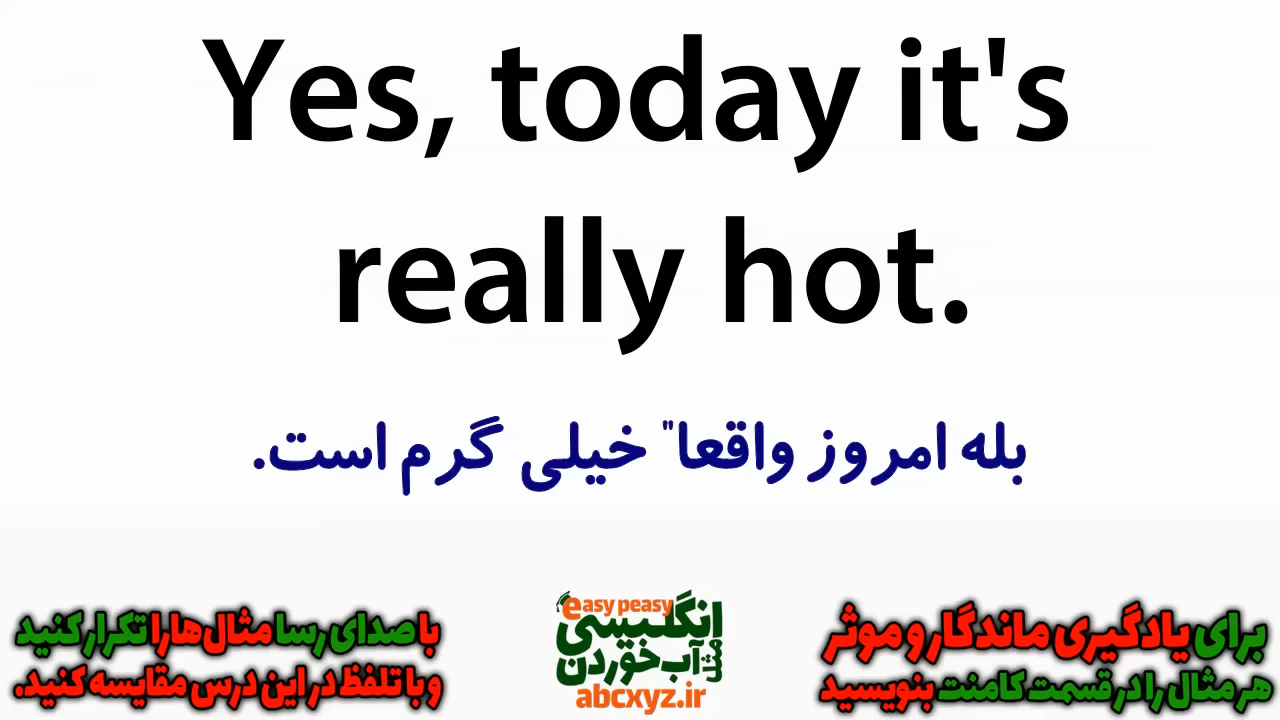 Yes, today it's
really hot.
بله امروز واقعا" خیلی گرم است.
با صدای رسا مثال‌ها را تکرار کنید
و با تلفظ در این درس مقایسه کنید.
easy peasy
انگلیسی
مثت آب خوردن
abcxyz.ir
برای یادگیری ماندگار و موثر
هر مثال را در قسمت کامنت بنویسید